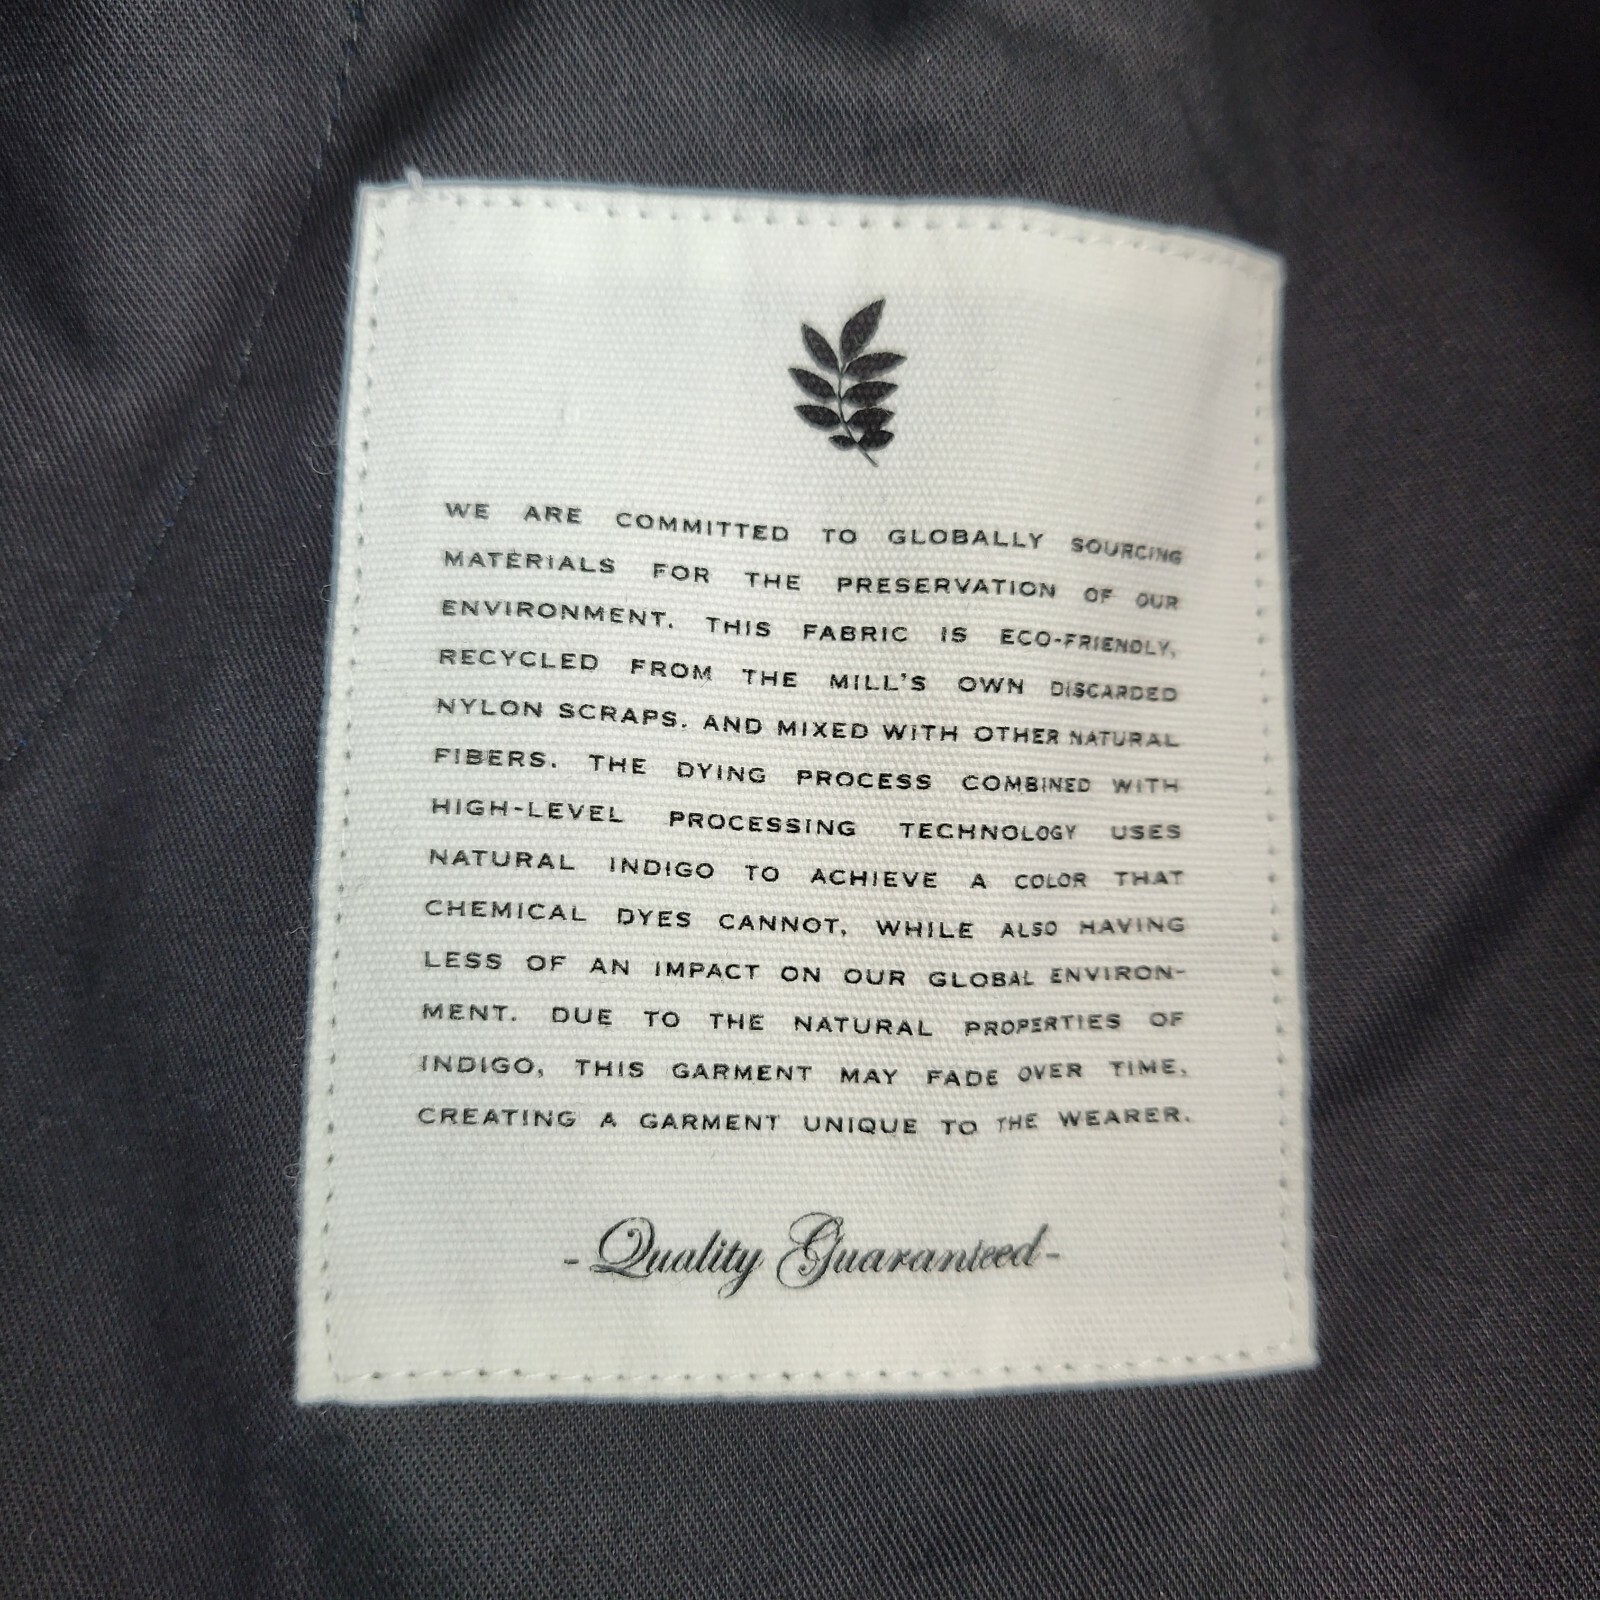 WE ARE COMMITTED TO GLOBALLY SOURCING
MATERIALS FOR THE PRESERVATION OF OUR
ENVIRONMENT. THIS FABRIC IS ECO-FRIENDLY,
RECYCLED FROM THE MILL'S OWN DISCARDED
NYLON SCRAPS. AND MIXED WITH OTHER NATURAL
FIBERS. THE DYING PROCESS COMBINED WITH
HIGH-LEVEL PROCESSING TECHNOLOGY USES
NATURAL INDIGO TO ACHIEVE A COLOR THAT
CHEMICAL DYES CANNOT, WHILE ALSO HAVING
LESS OF AN IMPACT ON OUR GLOBAL ENVIRON-
MENT. DUE TO THE NATURAL PROPERTIES OF
INDIGO, THIS GARMENT MAY FADE OVER TIME,
CREATING A GARMENT UNIQUE TO THE WEARER.
- Quality Guaranteed -